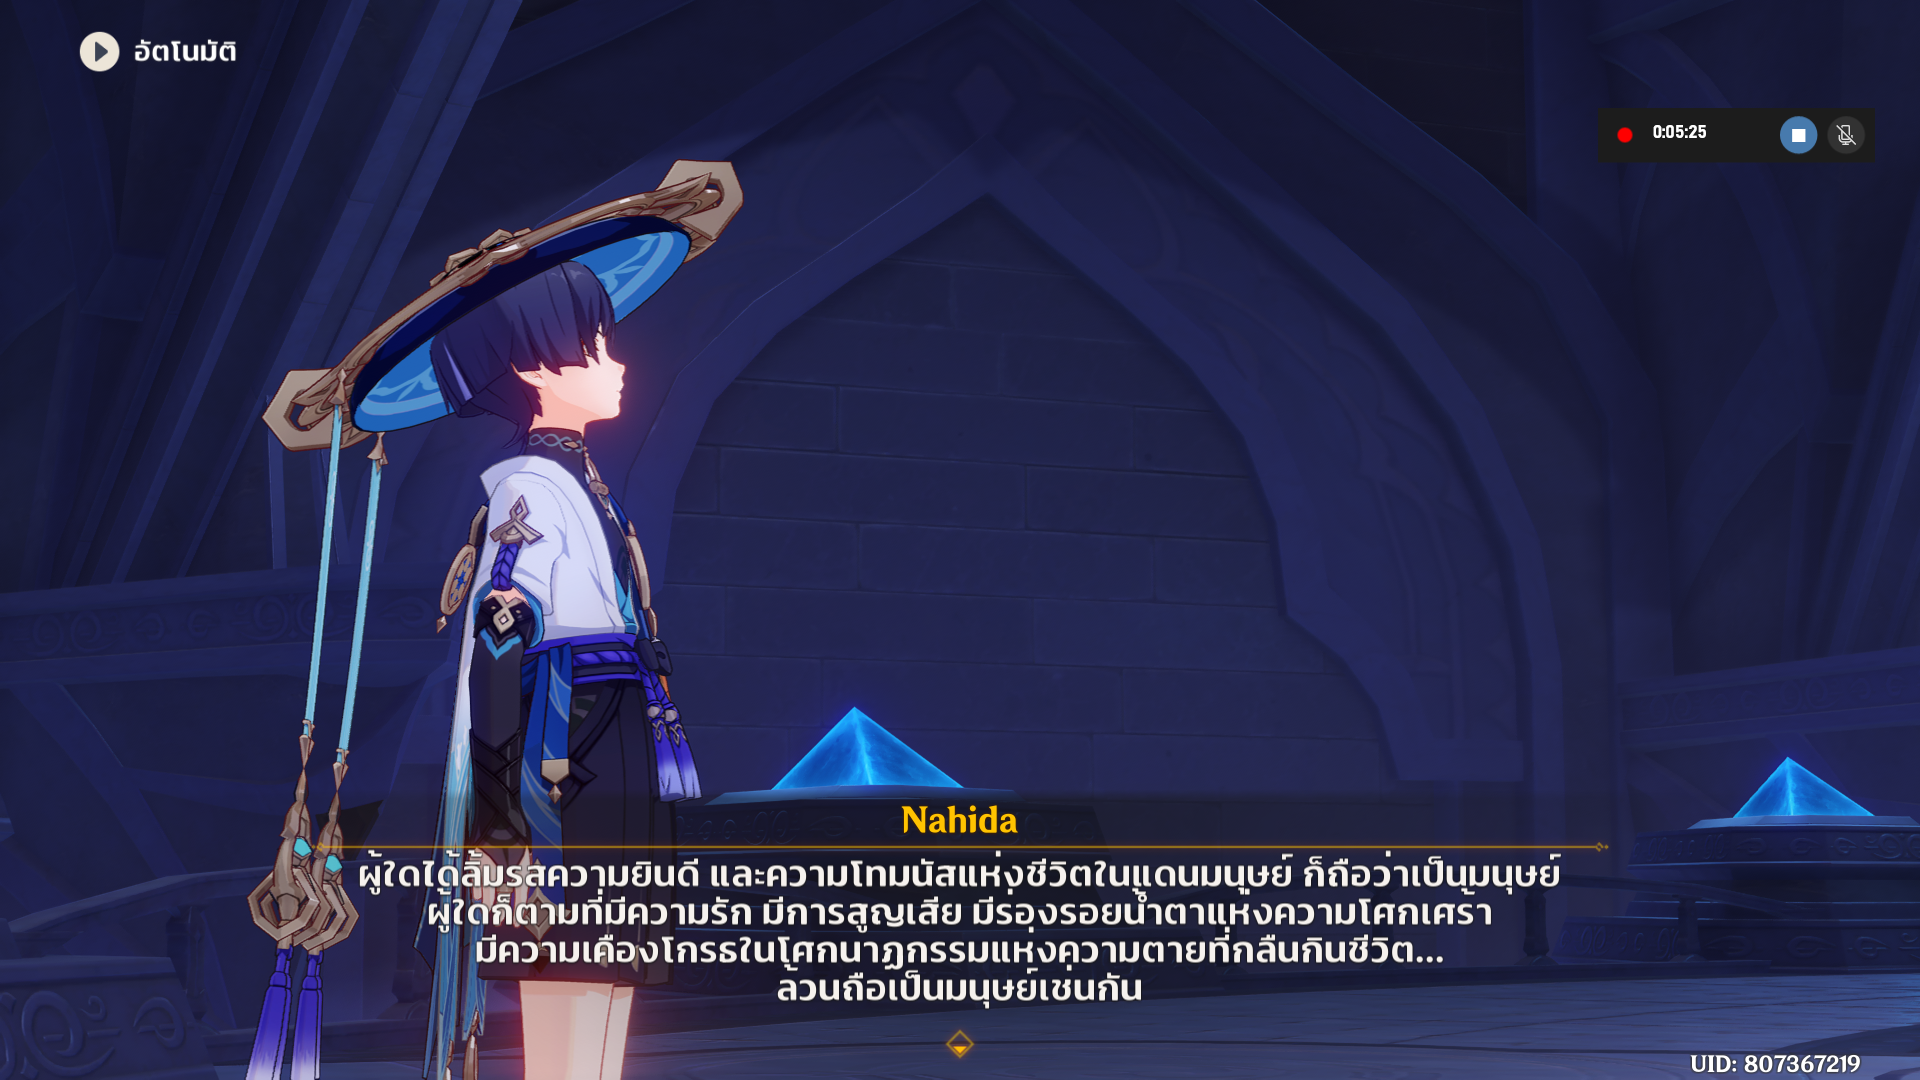 อัตโนมัติ
0:05:25
Nahida
ผู้ใดได้ลิ้มรสความยินดี และความโทมนัสแห่งชีวิตในแดนมนุษย์ ก็ถือว่าเป็นมนุษย์
ผู้ใดก็ตามที่มีความรัก มีการสูญเสีย มีร่องรอยน้ำตาแห่งความโศกเศร้า
มีความเคืองโกรธในโศกนาฏกรรมแห่งความตายที่กลืนกินชีวิต...
ล้วนถือเป็นมนุษย์เช่นกัน
UID: 807367219